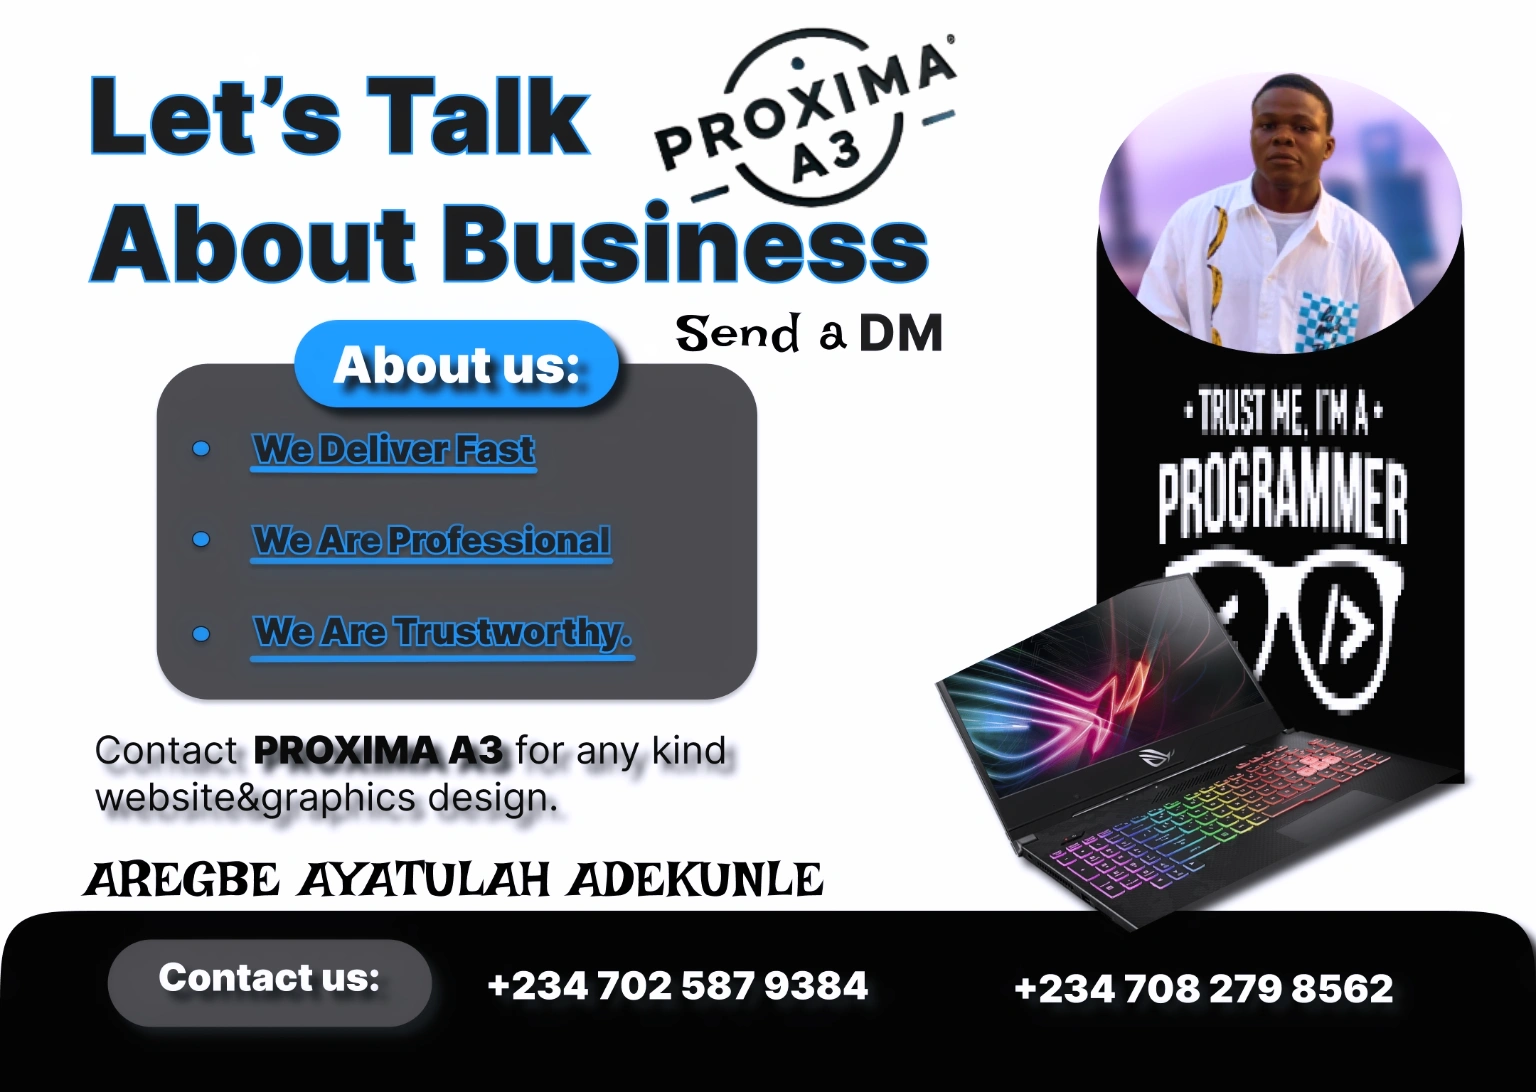 Let's Talk
PROXIMA®
A3
About Business
Send a DM
About us:
We Deliver Fast
We Are Professional
We Are Trustworthy.
Contact PROXIMA A3 for any kind
website&graphics design.
AREGBE AYATULAH ADEKUNLE
Contact us:
+234 702 587 9384
+234 708 279 8562
• TRUST ME, I'M A •
PROGRAMMER